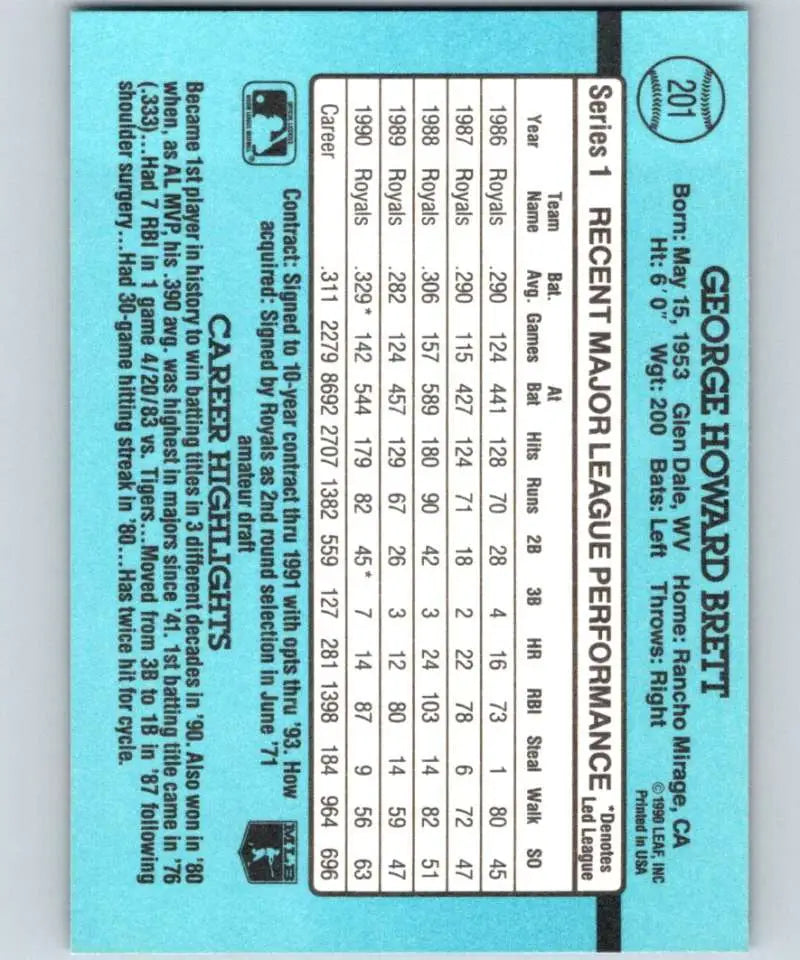 201
GEORGE HOWARD BRETT
Born: May 15, 1953 Glen Dale, WV Home: Rancho Mirage, CA
Ht: 6' 0" Wgt: 200 Bats: Left Throws: Right
©1990 LEAF, INC
Printed in USA
Series 1 RECENT MAJOR LEAGUE PERFORMANCE *Denotes Led League
Year Team Name Bat. Avg. Games At Bat Hits Runs 2B 3B HR RBI Steal Walk SO
1986 Royals .290 124 441 128 70 28 4 16 73 1 80 45
1987 Royals .290 115 427 124 71 18 2 22 78 6 72 47
1988 Royals .306 157 589 180 90 42 3 24 103 14 82 51
1989 Royals .282 124 457 129 67 26 3 12 80 14 59 47
1990 Royals .329* 142 544 179 82 45* 7 14 87 9 56 63
Career .311 2279 8692 2707 1382 559 127 281 1398 184 964 696
Contract: Signed to 10-year contract thru 1991 with opts thru '93. How
acquired: Signed by Royals as 2nd round selection in June '71
amateur draft
MLB
CAREER HIGHLIGHTS
Became 1st player in history to win batting titles in 3 different decades in '90. Also won in '80
when, as AL MVP, his .390 avg. was highest in majors since '41. 1st batting title came in '76
(.333)...Had 7 RBI in 1 game 4/20/83 vs. Tigers...Moved from 3B to 1B in '87 following
shoulder surgery...Had 30-game hitting streak in '80...Has twice hit for cycle.